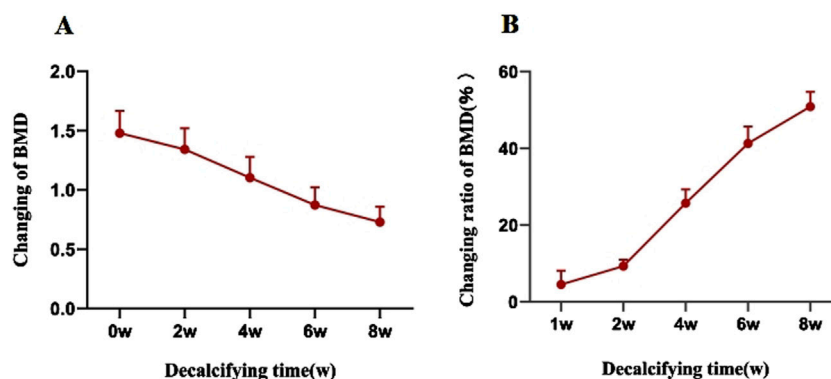 A
Changing of BMD
2.0
1.5
1.0
0.5
0.0
0w 2w 4w 6w 8w
Decalcifying time(w)
B
Changing ratio of BMD(% )
60
40
20
0
1w 2w 4w 6w 8w
Decalcifying time(w)